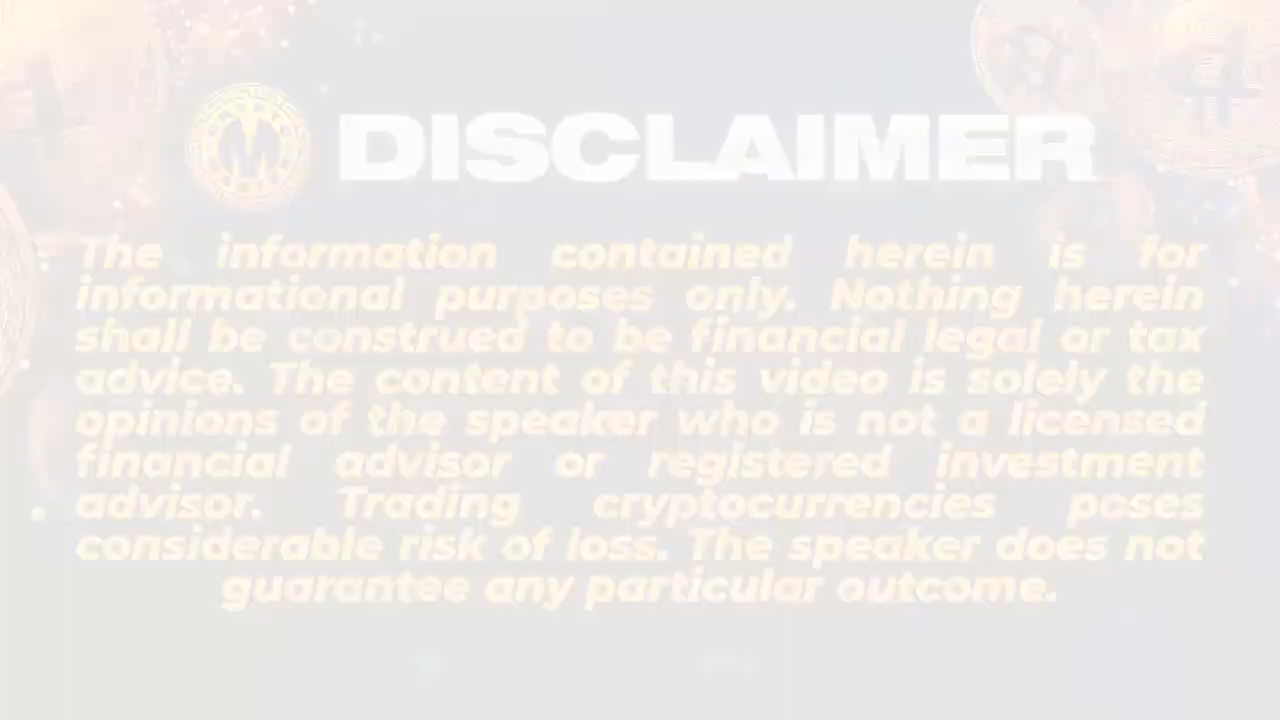 DISCLAIMER
The information contained herein is for
informational purposes only. Nothing herein
shall be construed to be financial legal or tax
advice. The content of this video is solely the
opinions of the speaker who is not a licensed
financial advisor or registered investment
advisor. Trading cryptocurrencies poses
considerable risk of loss. The speaker does not
guarantee any particular outcome.